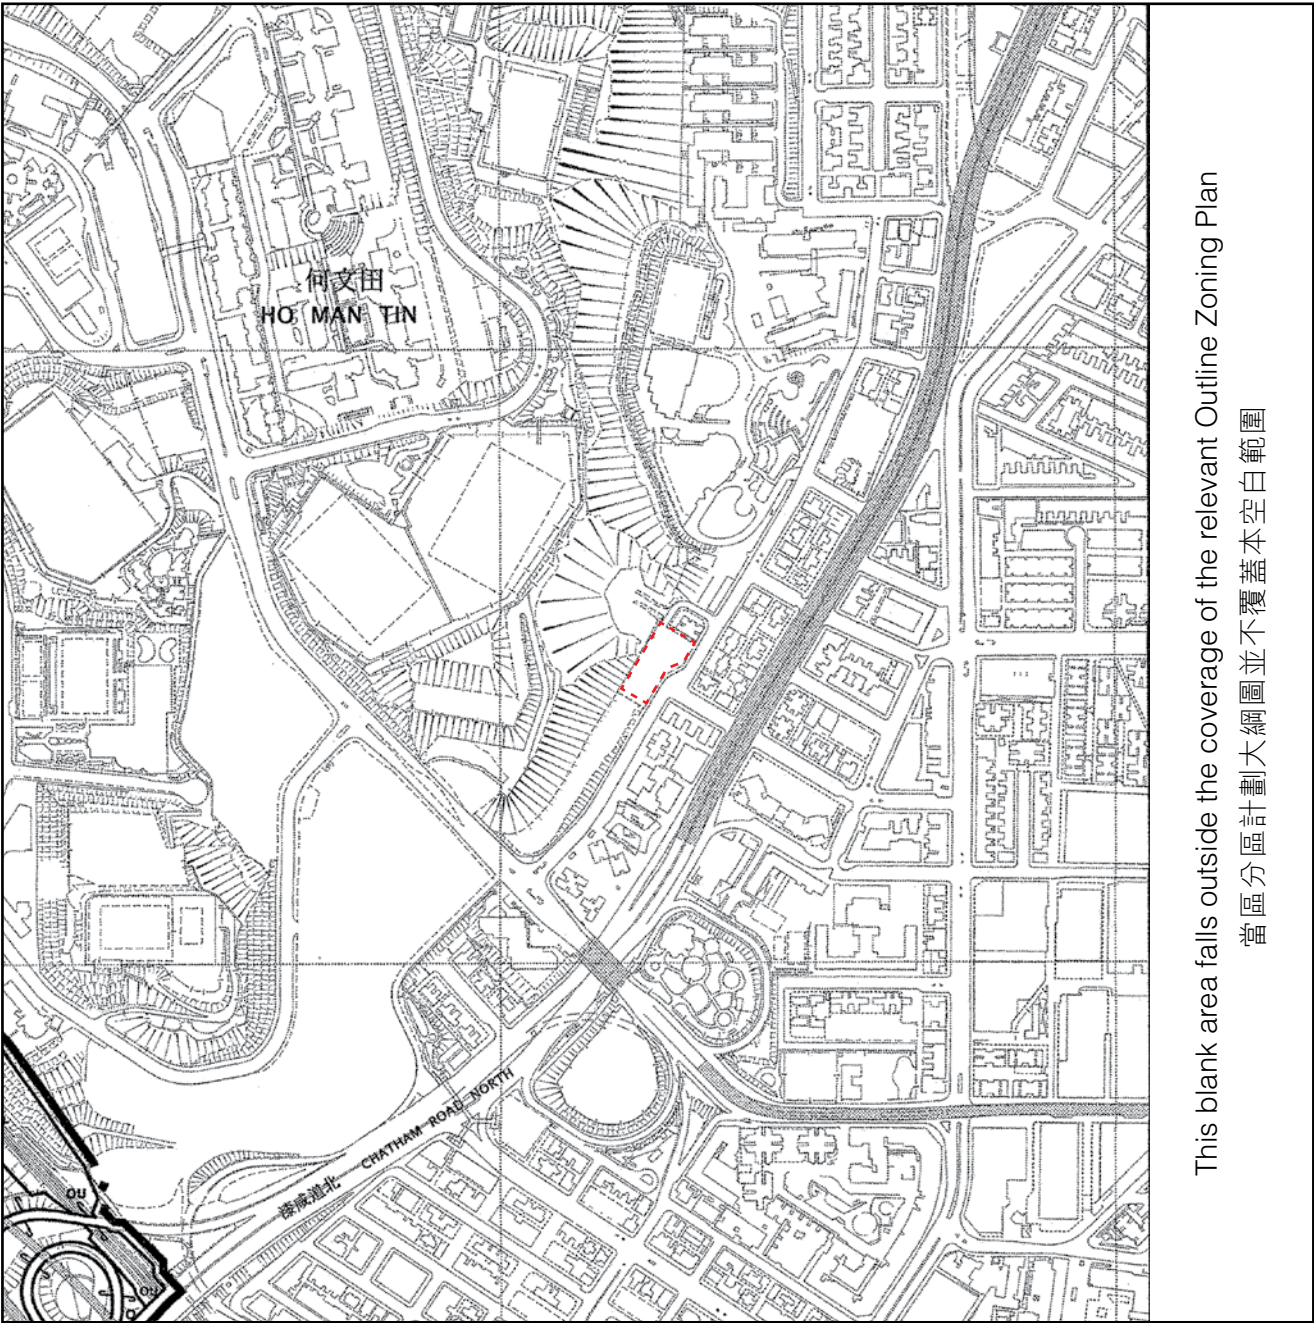 何文田
HO MAN TIN
漆咸道北
CHATHAM ROAD NORTH
OU
This blank area falls outside the coverage of the relevant Outline Zoning Plan
當區分區計劃大綱圖並不覆蓋本空白範圍